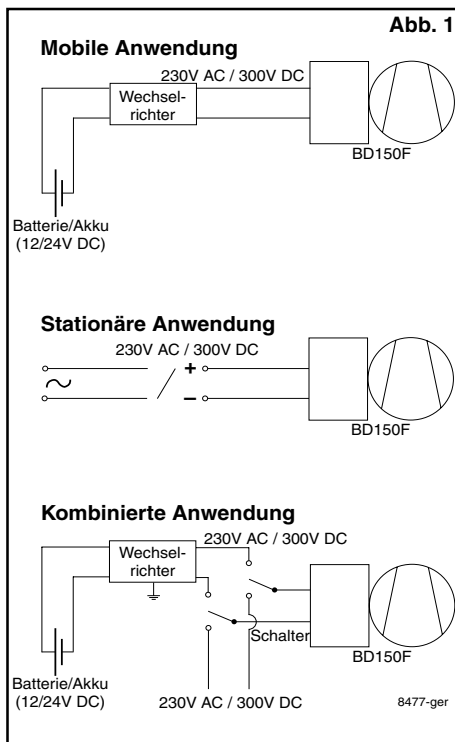 Abb. 1
Mobile Anwendung
230V AC / 300V DC
Wechsel-
richter
BD150F
Batterie/Akku
(12/24V DC)
Stationäre Anwendung
230V AC / 300V DC
+
–
BD150F
Kombinierte Anwendung
230V AC / 300V DC
Wechsel-
richter
Schalter
BD150F
Batterie/Akku
(12/24V DC)
230V AC / 300V DC
8477-ger